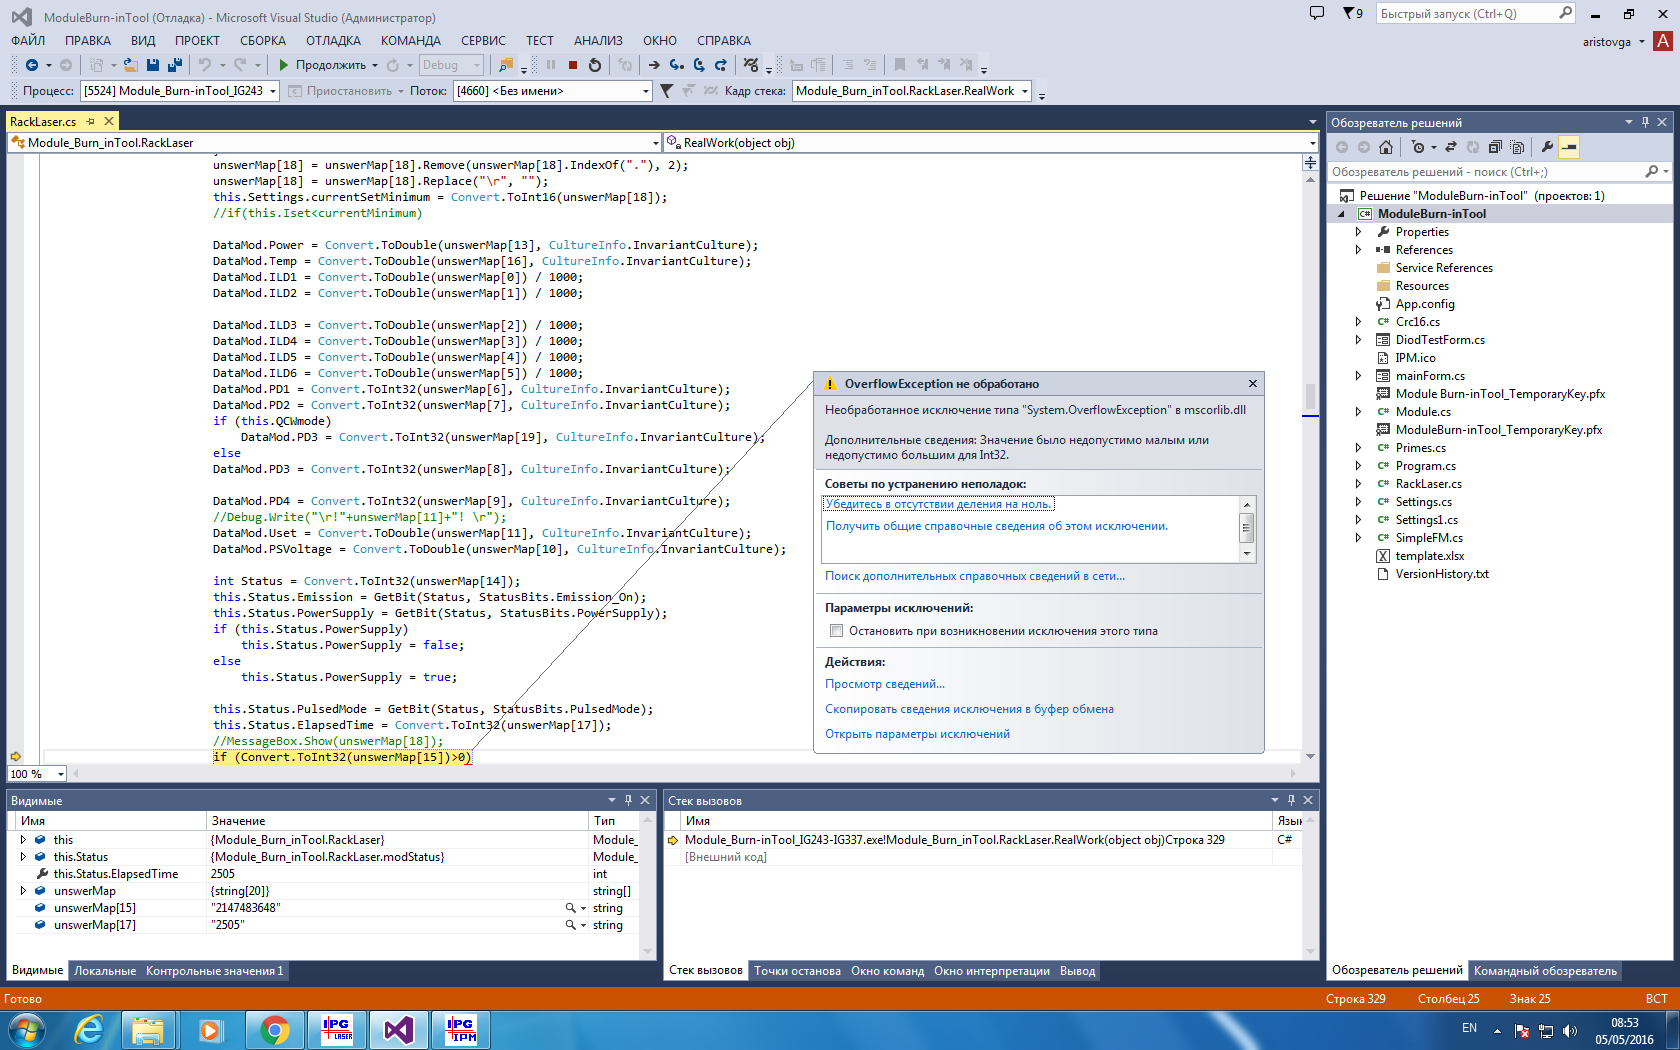 ModuleBurn-inTool (Отладка) - Microsoft Visual Studio (Администратор)
9
Быстрый запуск (Ctrl+Q)
ФАЙЛ ПРАВКА ВИД ПРОЕКТ СБОРКА ОТЛАДКА КОМАНДА СЕРВИС ТЕСТ АНАЛИЗ ОКНО СПРАВКА
aristovga A
Продолжить Debug
Процесс: [5524] Module_Burn-inTool_IG243 Приостановить Поток: [4660] <Без имени> Кадр стека: Module_Burn_inTool.RackLaser.RealWork
RackLaser.cs
Module_Burn_inTool.RackLaser RealWork(object obj)
unswerMap[18] = unswerMap[18].Remove(unswerMap[18].IndexOf("."), 2);
unswerMap[18] = unswerMap[18].Replace("\r", "");
this.Settings.currentSetMinimum = Convert.ToInt16(unswerMap[18]);
//if(this.Iset<currentMinimum)
DataMod.Power = Convert.ToDouble(unswerMap[13], CultureInfo.InvariantCulture);
DataMod.Temp = Convert.ToDouble(unswerMap[16], CultureInfo.InvariantCulture);
DataMod.ILD1 = Convert.ToDouble(unswerMap[0]) / 1000;
DataMod.ILD2 = Convert.ToDouble(unswerMap[1]) / 1000;
DataMod.ILD3 = Convert.ToDouble(unswerMap[2]) / 1000;
DataMod.ILD4 = Convert.ToDouble(unswerMap[3]) / 1000;
DataMod.ILD5 = Convert.ToDouble(unswerMap[4]) / 1000;
DataMod.ILD6 = Convert.ToDouble(unswerMap[5]) / 1000;
DataMod.PD1 = Convert.ToInt32(unswerMap[6], CultureInfo.InvariantCulture);
DataMod.PD2 = Convert.ToInt32(unswerMap[7], CultureInfo.InvariantCulture);
if (this.QCWmode)
DataMod.PD3 = Convert.ToInt32(unswerMap[19], CultureInfo.InvariantCulture);
else
DataMod.PD3 = Convert.ToInt32(unswerMap[8], CultureInfo.InvariantCulture);
DataMod.PD4 = Convert.ToInt32(unswerMap[9], CultureInfo.InvariantCulture);
//Debug.Write("\r!"+unswerMap[11]+"! \r");
DataMod.Uset = Convert.ToDouble(unswerMap[11], CultureInfo.InvariantCulture);
DataMod.PSVoltage = Convert.ToDouble(unswerMap[10], CultureInfo.InvariantCulture);
int Status = Convert.ToInt32(unswerMap[14]);
this.Status.Emission = GetBit(Status, StatusBits.Emission_On);
this.Status.PowerSupply = GetBit(Status, StatusBits.PowerSupply);
if (this.Status.PowerSupply)
this.Status.PowerSupply = false;
else
this.Status.PowerSupply = true;
this.Status.PulsedMode = GetBit(Status, StatusBits.PulsedMode);
this.Status.ElapsedTime = Convert.ToInt32(unswerMap[17]);
//MessageBox.Show(unswerMap[18]);
if (Convert.ToInt32(unswerMap[15])>0)
100 %
OverflowException не обработано
Необработанное исключение типа "System.OverflowException" в mscorlib.dll
Дополнительные сведения: Значение было недопустимо малым или
недопустимо большим для Int32.
Советы по устранению неполадок:
Убедитесь в отсутствии деления на ноль.
Получить общие справочные сведения об этом исключении.
Поиск дополнительных справочных сведений в сети...
Параметры исключений:
Остановить при возникновении исключения этого типа
Действия:
Просмотр сведений...
Скопировать сведения исключения в буфер обмена
Открыть параметры исключений
Обозреватель решений
Обозреватель решений - поиск (Ctrl+;)
Решение "ModuleBurn-inTool" (проектов: 1)
C# ModuleBurn-inTool
Properties
References
Service References
Resources
App.config
C# Crc16.cs
DiodTestForm.cs
IPM.ico
mainForm.cs
Module Burn-inTool_TemporaryKey.pfx
C# Module.cs
ModuleBurn-inTool_TemporaryKey.pfx
C# Primes.cs
C# Program.cs
C# RackLaser.cs
C# Settings.cs
C# Settings1.cs
C# SimpleFM.cs
template.xlsx
VersionHistory.txt
Видимые
Имя Значение Тип
this {Module_Burn_inTool.RackLaser} Module_
this.Status {Module_Burn_inTool.RackLaser.modStatus} Module_
this.Status.ElapsedTime 2505 int
unswerMap {string[20]} string[]
unswerMap[15] "2147483648" string
unswerMap[17] "2505" string
Видимые Локальные Контрольные значения 1
Стек вызовов
Имя Язык
Module_Burn-inTool_IG243-IG337.exe!Module_Burn_inTool.RackLaser.RealWork(object obj)Строка 329 C#
[Внешний код]
Стек вызовов Точки останова Окно команд Окно интерпретации Вывод
Обозреватель решений Командный обозреватель
Готово Строка 329 Столбец 25 Знак 25 ВСТ
IPG LASER
IPG IPM
EN
08:53
05/05/2016